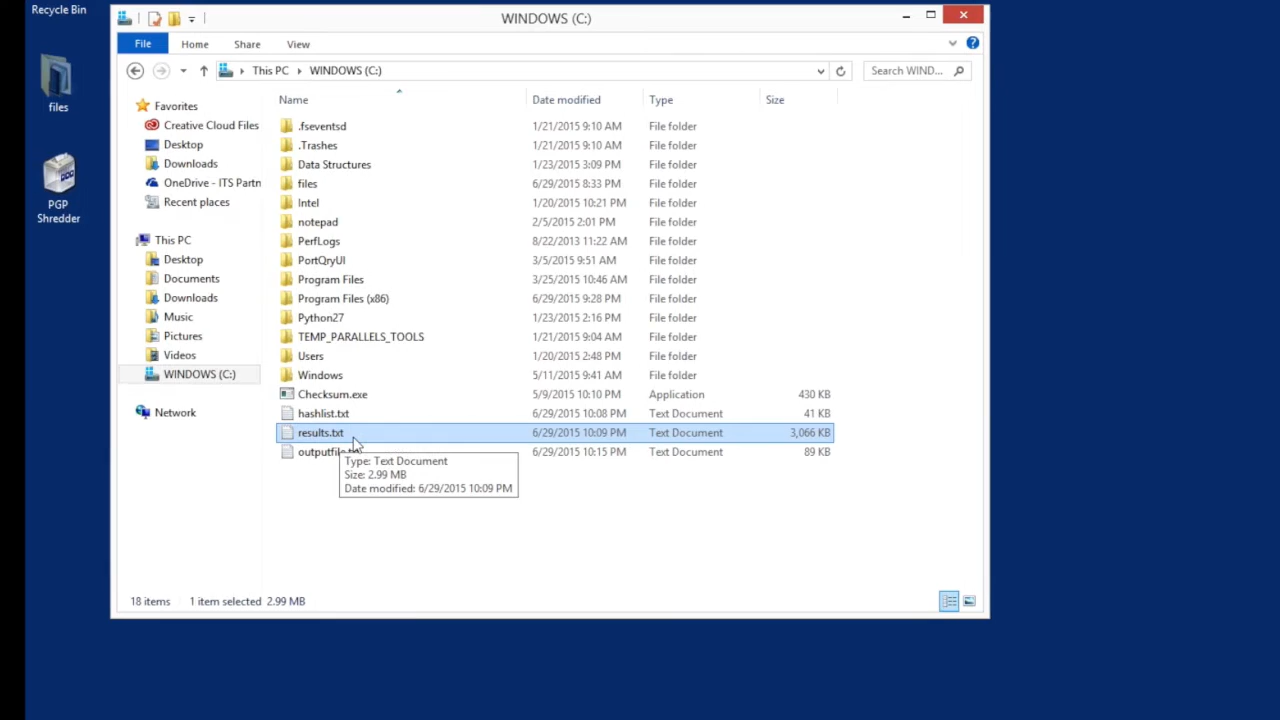 Recycle Bin
files
PGP
Shredder
WINDOWS (C:)
File Home Share View
This PC WINDOWS (C:)
Search WIND...
Name Date modified Type Size
Favorites
Creative Cloud Files
Desktop
Downloads
OneDrive - ITS Partn
Recent places
This PC
Desktop
Documents
Downloads
Music
Pictures
Videos
WINDOWS (C:)
Network
.fseventsd 1/21/2015 9:10 AM File folder
.Trashes 1/21/2015 9:10 AM File folder
Data Structures 1/23/2015 3:09 PM File folder
files 6/29/2015 8:33 PM File folder
Intel 1/20/2015 10:21 PM File folder
notepad 2/5/2015 2:01 PM File folder
PerfLogs 8/22/2013 11:22 AM File folder
PortQryUI 3/5/2015 9:51 AM File folder
Program Files 3/25/2015 10:46 AM File folder
Program Files (x86) 6/29/2015 9:28 PM File folder
Python27 1/23/2015 2:16 PM File folder
TEMP_PARALLELS_TOOLS 1/21/2015 9:04 AM File folder
Users 1/20/2015 2:48 PM File folder
Windows 5/11/2015 9:41 AM File folder
Checksum.exe 5/9/2015 10:10 PM Application 430 KB
hashlist.txt 6/29/2015 10:08 PM Text Document 41 KB
results.txt 6/29/2015 10:09 PM Text Document 3,066 KB
6/29/2015 10:15 PM Text Document 89 KB
Type: Text Document
Size: 2.99 MB
Date modified: 6/29/2015 10:09 PM
18 items 1 item selected 2.99 MB